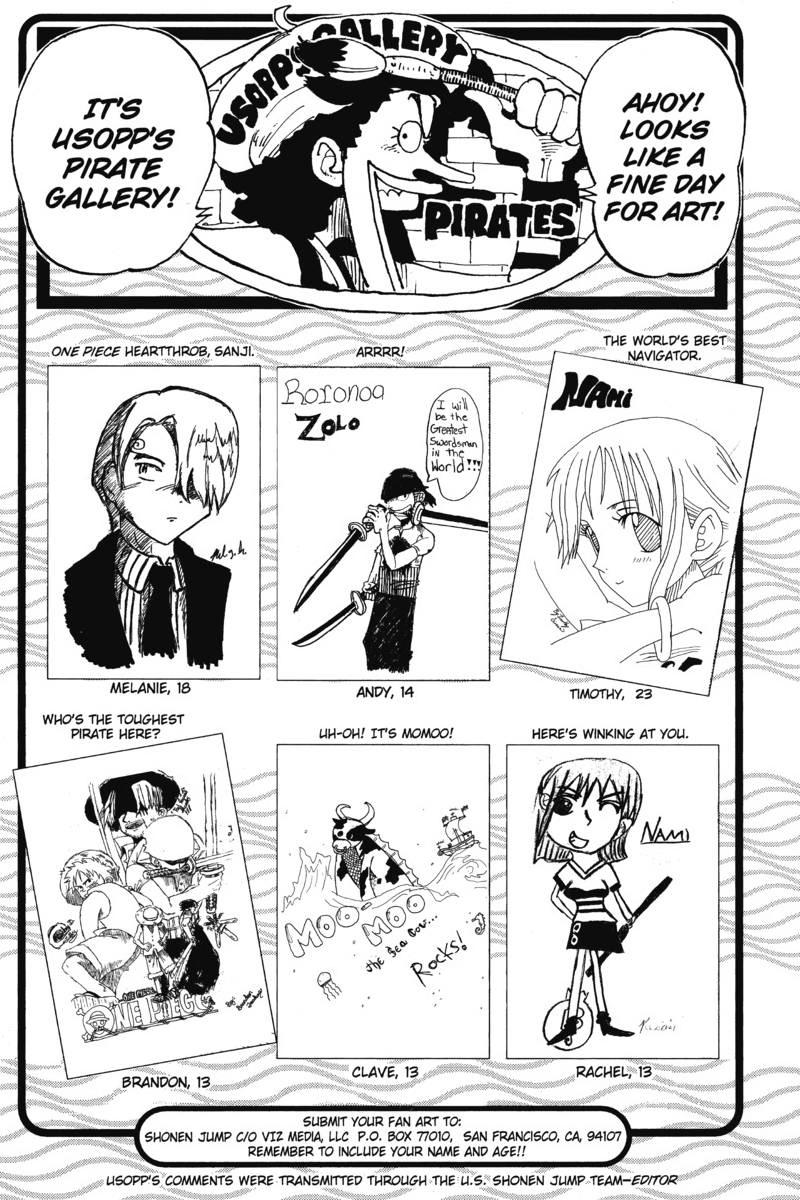 IT'S
USOPP'S
PIRATE
GALLERY!
USOPP'S GALLERY
PIRATES
AHOY!
LOOKS
LIKE A
FINE DAY
FOR ART!
ONE PIECE HEARTTHROB, SANJI.
MELANIE, 18
ARRRR!
Roronoa
ZOLO
I will
be the
Greatest
Swordsman
in the
World!!!
ANDY, 14
THE WORLD'S BEST
NAVIGATOR.
NAMI
TIMOTHY, 23
WHO'S THE TOUGHEST
PIRATE HERE?
ONE PIECE
BRANDON, 13
UH-OH! IT'S MOMOO!
MOO MOO
the Sea Cow...
Rocks!
CLAVE, 13
HERE'S WINKING AT YOU.
NAMI
RACHEL, 13
SUBMIT YOUR FAN ART TO:
SHONEN JUMP C/O VIZ MEDIA, LLC P.O. BOX 77010, SAN FRANCISCO, CA, 94107
REMEMBER TO INCLUDE YOUR NAME AND AGE!!
USOPP'S COMMENTS WERE TRANSMITTED THROUGH THE U.S. SHONEN JUMP TEAM—EDITOR